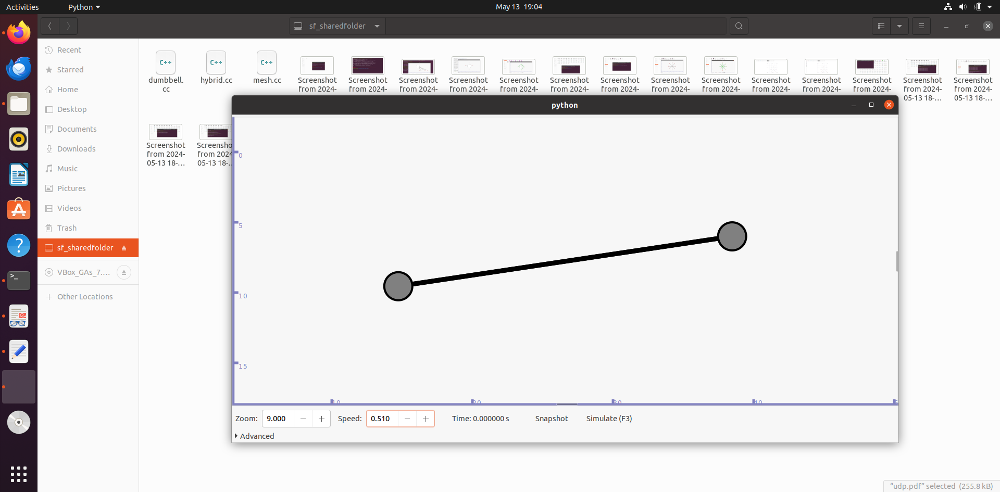 Activities
Python
May 13 19:04
sf_sharedfolder
Recent
Starred
Home
Desktop
Documents
Downloads
Music
Pictures
Videos
Trash
sf_sharedfolder
VBox_GAs_7....
Other Locations
dumbbell.
cc
hybrid.cc
mesh.cc
Screenshot
from 2024-
Screenshot
from 2024-
Screenshot
from 2024-
Screenshot
from 2024-
Screenshot
from 2024-
Screenshot
from 2024-
Screenshot
from 2024-
Screenshot
from 2024-
Screenshot
from 2024-
Screenshot
from 2024-
Screenshot
from 2024-
Screenshot
from 2024-
Screenshot
from 2024-
05-13 18-...
Screenshot
from 2024-
05-13 18-...
Screenshot
from 2024-
05-13 18-...
Screensho
from 2024
05-13 18-..
python
0
5
10
15
10
20
30
40
Zoom: 9.000
Speed: 0.510
Time: 0.000000 s
Snapshot
Simulate (F3)
Advanced
"udp.pdf" selected (255.8 kB)